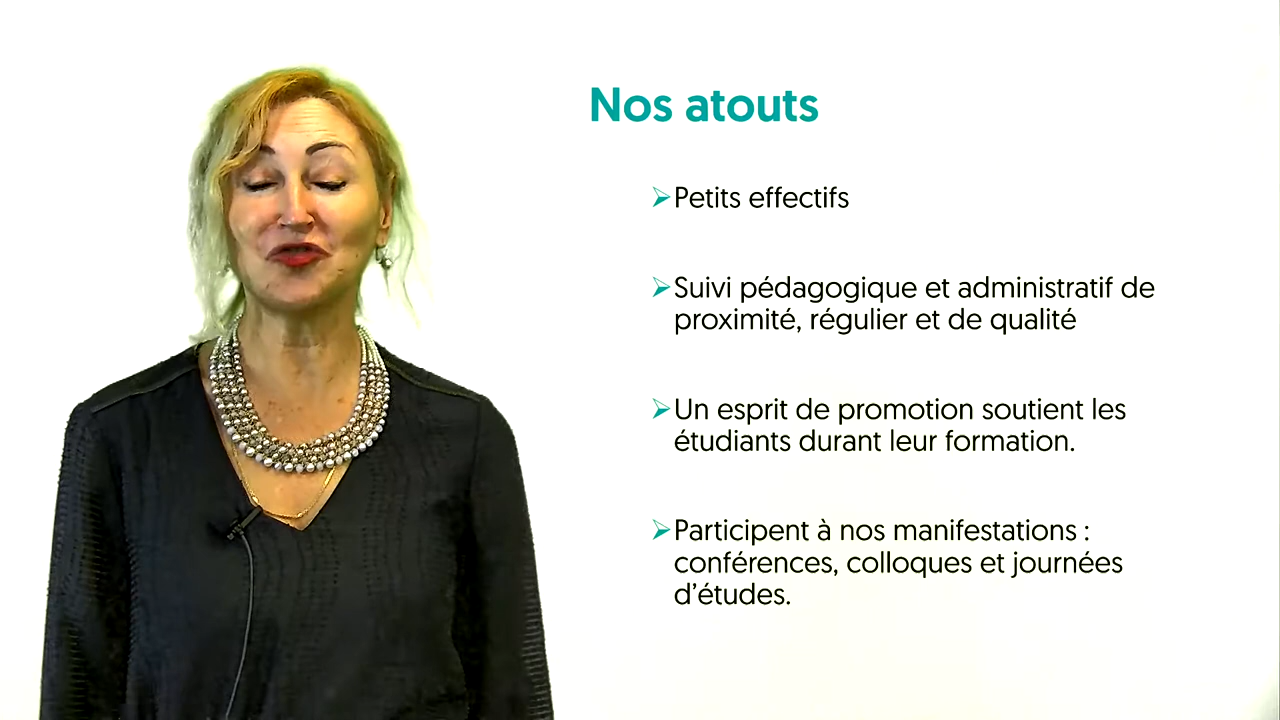 Nos atouts
➢Petits effectifs
➢Suivi pédagogique et administratif de
proximité, régulier et de qualité
➢Un esprit de promotion soutient les
étudiants durant leur formation.
➢Participent à nos manifestations :
conférences, colloques et journées
d’études.